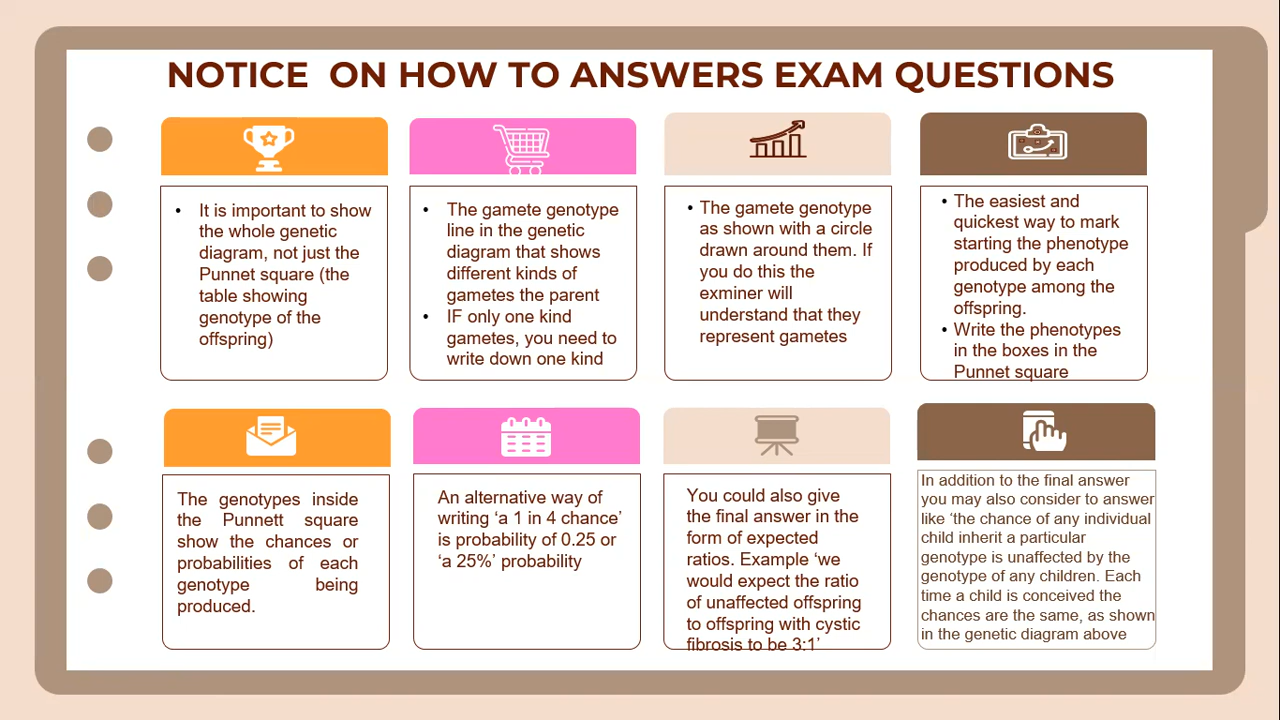 NOTICE  ON HOW TO ANSWERS EXAM QUESTIONS
• It is important to show
the whole genetic
diagram, not just the
Punnet square (the
table showing
genotype of the
offspring)
• The gamete genotype
line in the genetic
diagram that shows
different kinds of
gametes the parent
• IF only one kind
gametes, you need to
write down one kind
• The gamete genotype
as shown with a circle
drawn around them. If
you do this the
exminer will
understand that they
represent gametes
• The easiest and
quickest way to mark
starting the phenotype
produced by each
genotype among the
offspring.
• Write the phenotypes
in the boxes in the
Punnet square
The genotypes inside
the Punnett square
show the chances or
probabilities of each
genotype being
produced.
An alternative way of
writing ‘a 1 in 4 chance’
is probability of 0.25 or
‘a 25%’ probability
You could also give
the final answer in the
form of expected
ratios. Example ‘we
would expect the ratio
of unaffected offspring
to offspring with cystic
fibrosis to be 3:1’
In addition to the final answer
you may also consider to answer
like ‘the chance of any individual
child inherit a particular
genotype is unaffected by the
genotype of any children. Each
time a child is conceived the
chances are the same, as shown
in the genetic diagram above